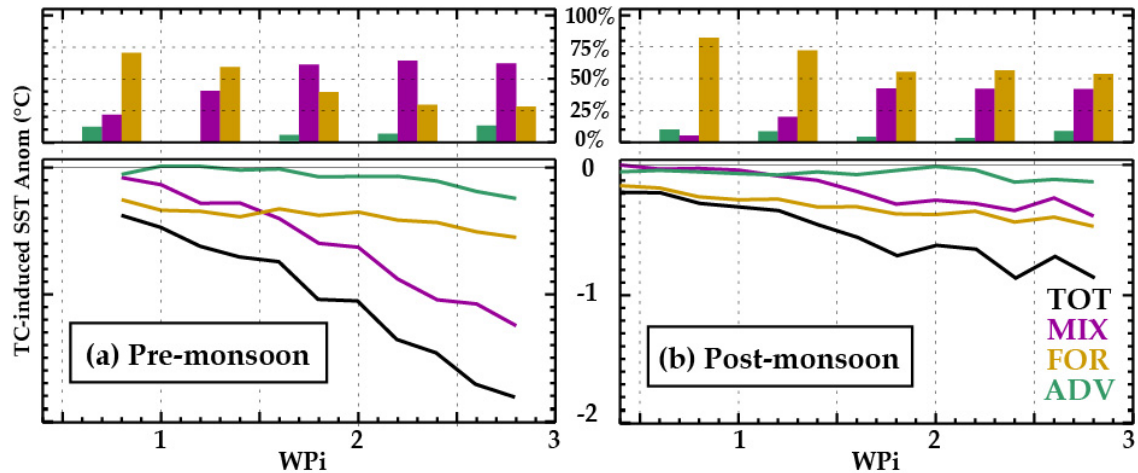 100%
75%
50%
25%
0%
TC-induced SST Anom (°C)
0
-1
-2
(a) Pre-monsoon
(b) Post-monsoon
TOT
MIX
FOR
ADV
1
2
3
1
2
3
WPi
WPi